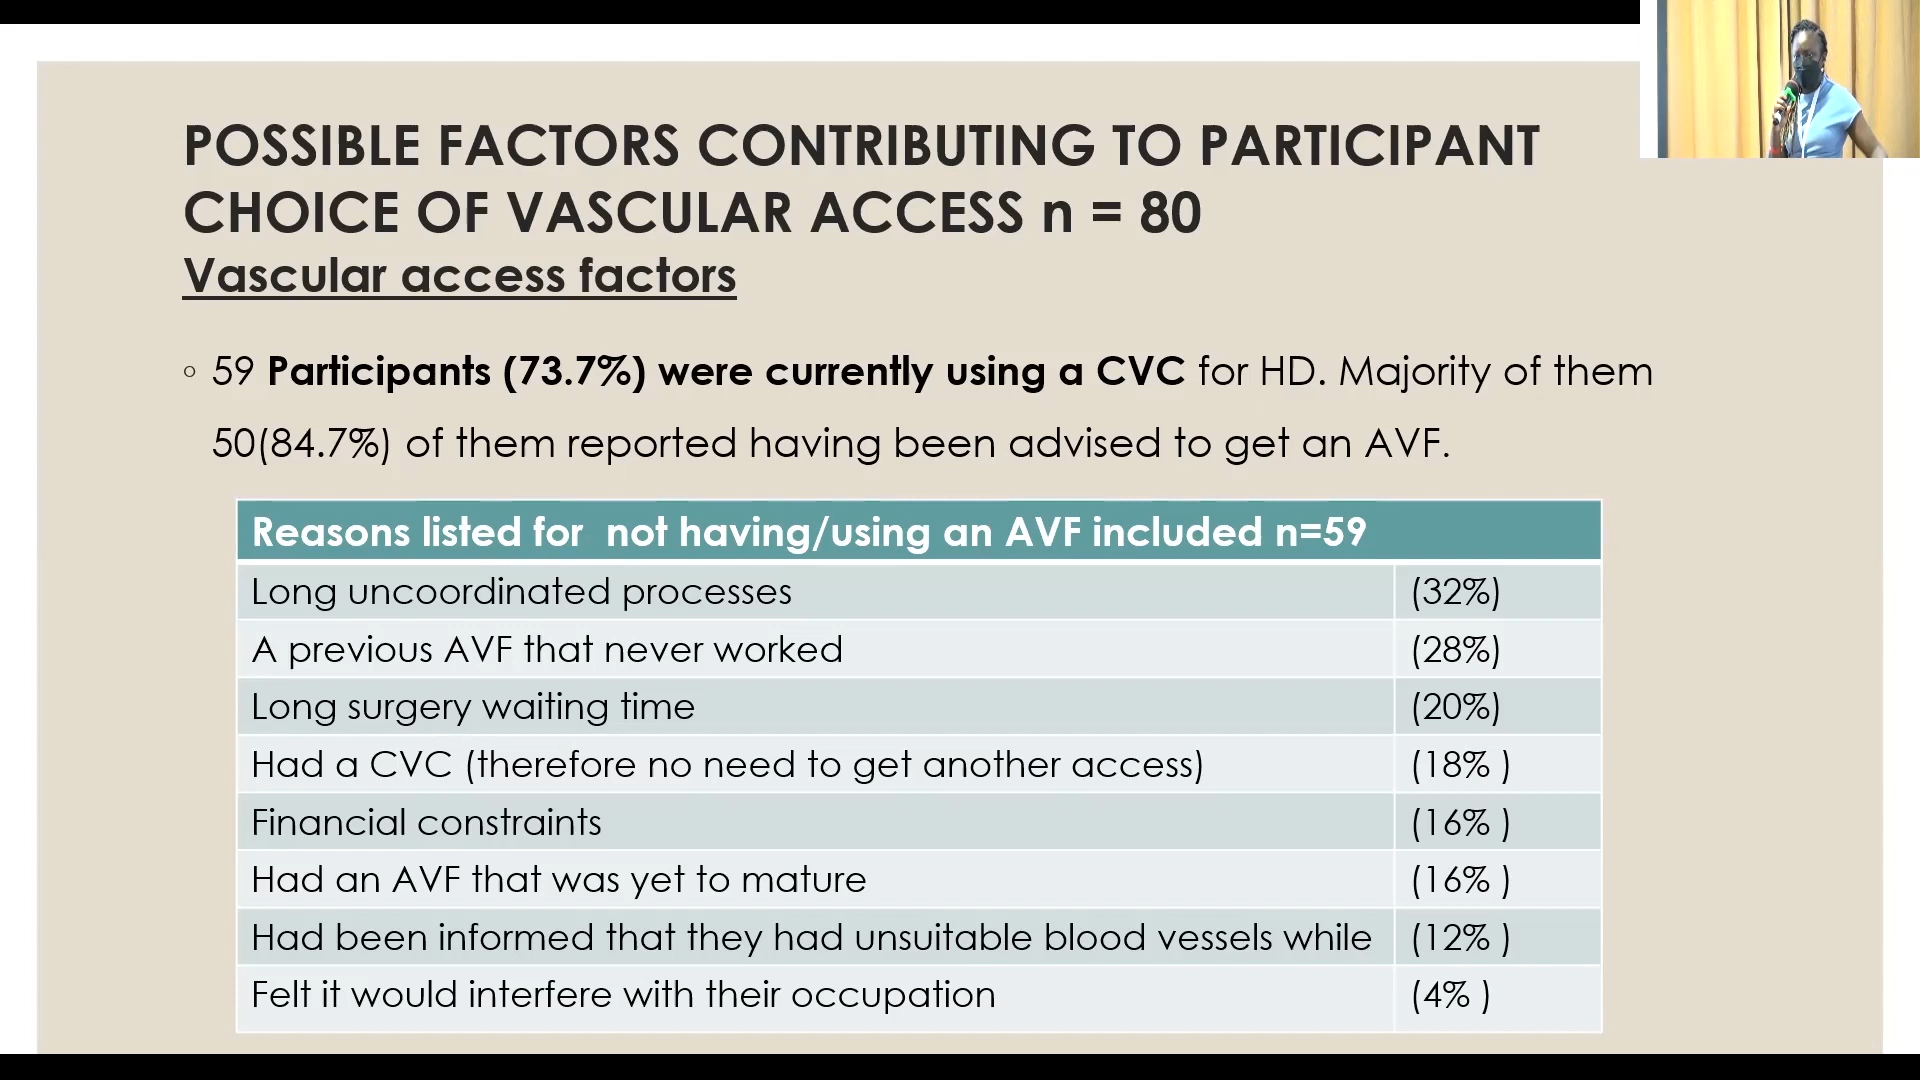 POSSIBLE FACTORS CONTRIBUTING TO PARTICIPANT
CHOICE OF VASCULAR ACCESS n = 80
Vascular access factors
◦ 59 Participants (73.7%) were currently using a CVC for HD. Majority of them
50(84.7%) of them reported having been advised to get an AVF.
Reasons listed for  not having/using an AVF included n=59
Long uncoordinated processes (32%)
A previous AVF that never worked (28%)
Long surgery waiting time (20%)
Had a CVC (therefore no need to get another access) (18% )
Financial constraints (16% )
Had an AVF that was yet to mature (16% )
Had been informed that they had unsuitable blood vessels while (12% )
Felt it would interfere with their occupation (4% )